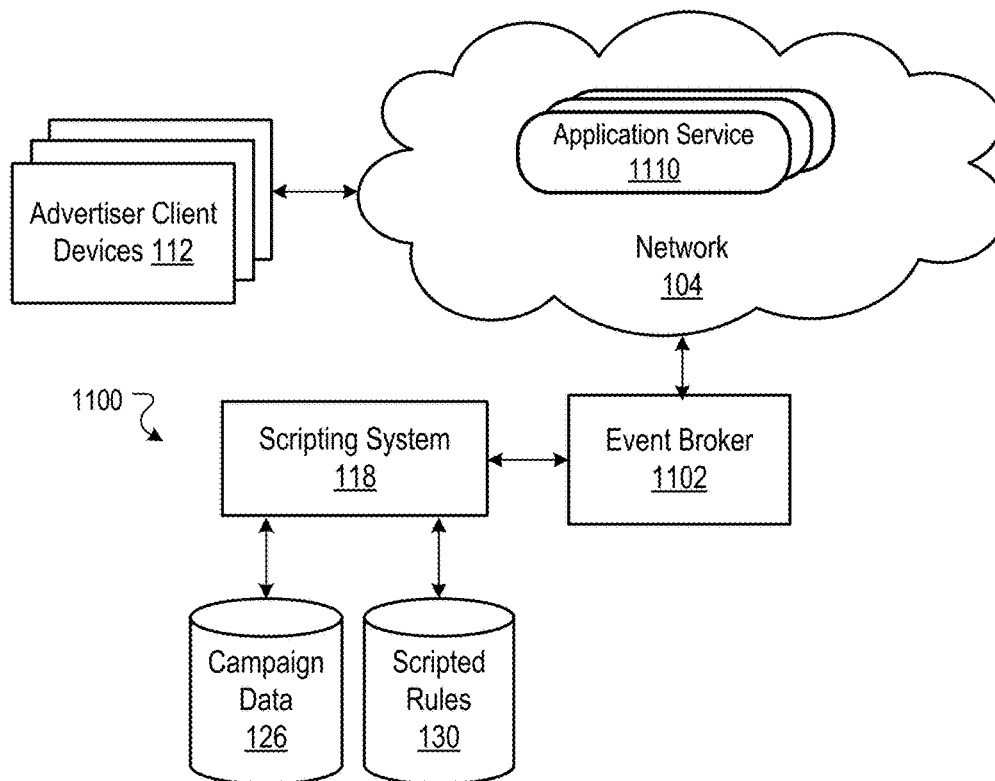 Application Service
1110
Advertiser Client
Devices 112
Network
104
1100
Scripting System
118
Event Broker
1102
Campaign
Data
126
Scripted
Rules
130